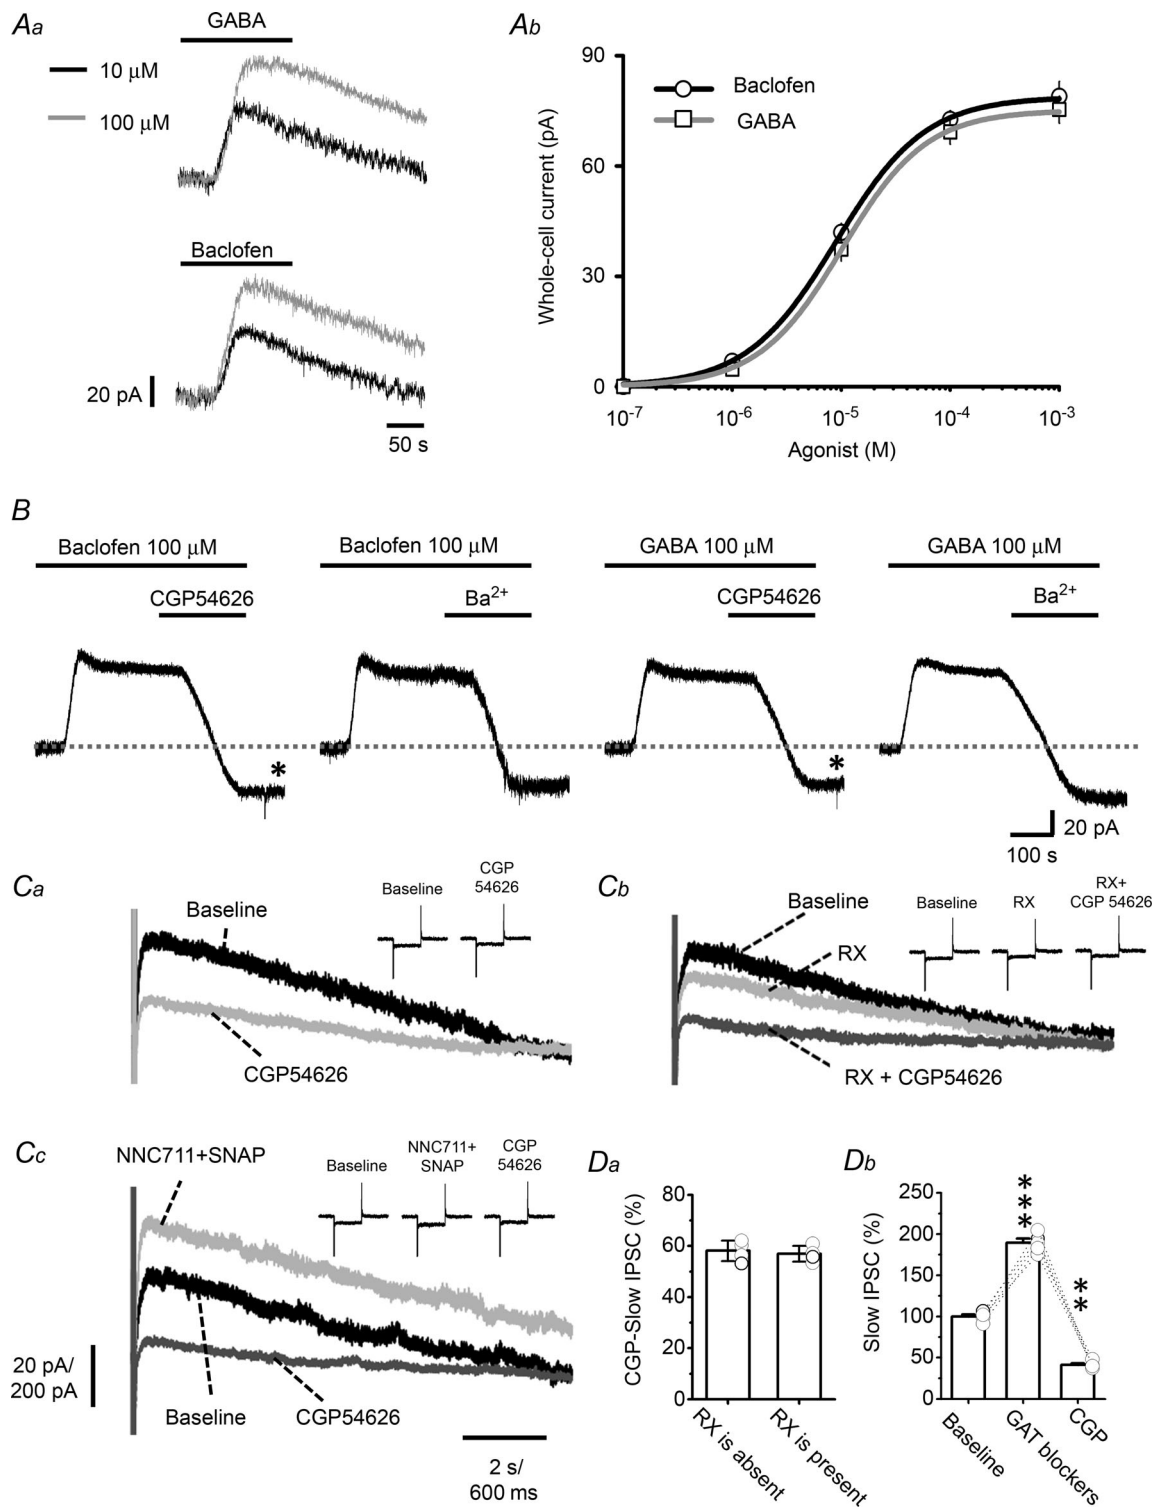 Aa
GABA
10 μM
100 μM
Baclofen
20 pA
50 s
Ab
Whole-cell current (pA)
90
60
30
0
Baclofen
GABA
10-7
10-6
10-5
10-4
10-3
Agonist (M)
B
Baclofen 100 μM
CGP54626
Baclofen 100 μM
Ba2+
GABA 100 μM
CGP54626
GABA 100 μM
Ba2+
*
*
20 pA
100 s
Ca
Baseline
CGP54626
Baseline
CGP
54626
Cb
Baseline
RX
RX + CGP54626
Baseline
RX
RX+
CGP 54626
Cc
NNC711+SNAP
Baseline
CGP54626
Baseline
NNC711+
SNAP
CGP
54626
20 pA/
200 pA
2 s/
600 ms
Da
CGP-Slow IPSC (%)
80
60
40
20
0
RX is absent
RX is present
Db
Slow IPSC (%)
250
200
150
100
50
0
***
**
Baseline
GAT blockers
CGP